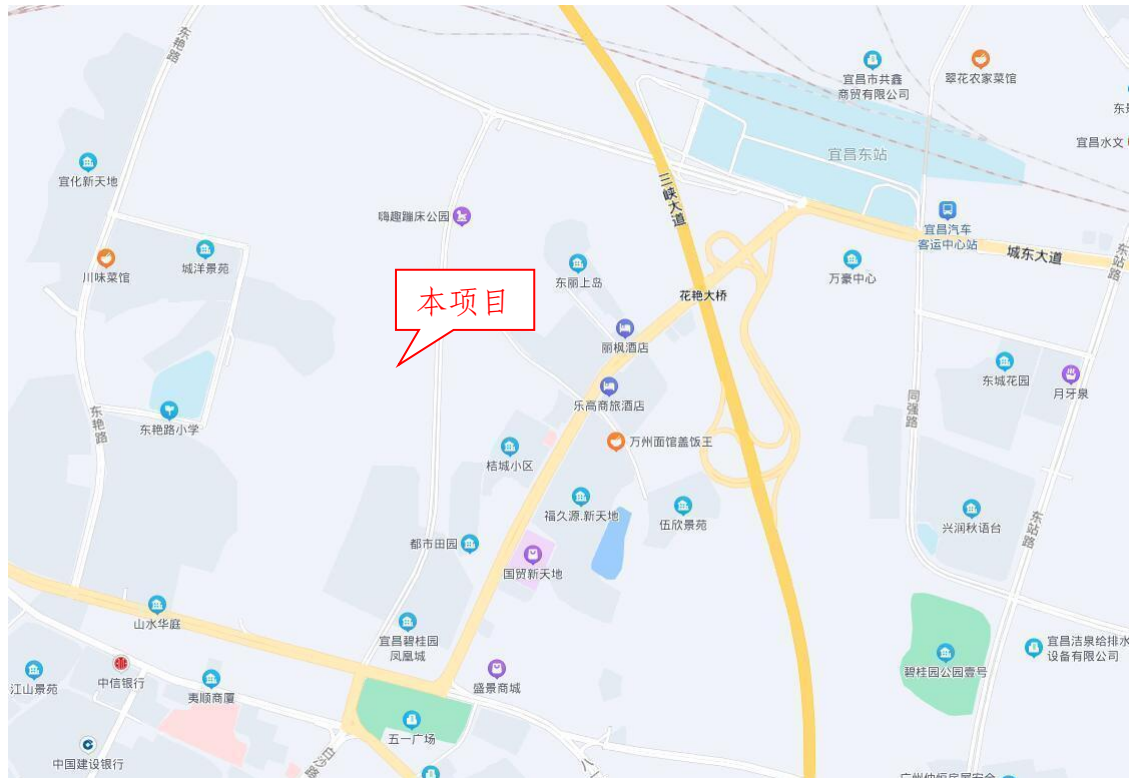 东艳路
宜昌市共鑫
商贸有限公司
翠花农家菜馆
东景
宜昌水文
宜昌东站
宜化新天地
三峡大道
嗨趣蹦床公园
宜昌汽车
客运中心站
城东大道
东站路
川味菜馆
城洋景苑
东丽上岛
万豪中心
花艳大桥
本项目
丽枫酒店
东城花园
月牙泉
乐高商旅酒店
同强路
东艳路
东艳路小学
万州面馆盖饭王
桔城小区
福久源.新天地
伍欣景苑
兴润秋语台
东站路
都市田园
国贸新天地
山水华庭
宜昌碧桂园
凤凰城
宜昌洁泉给排水
设备有限公司
碧桂园公园壹号
江山景苑
中信银行
夷顺商厦
盛景商城
五一广场
白沙路
中国建设银行